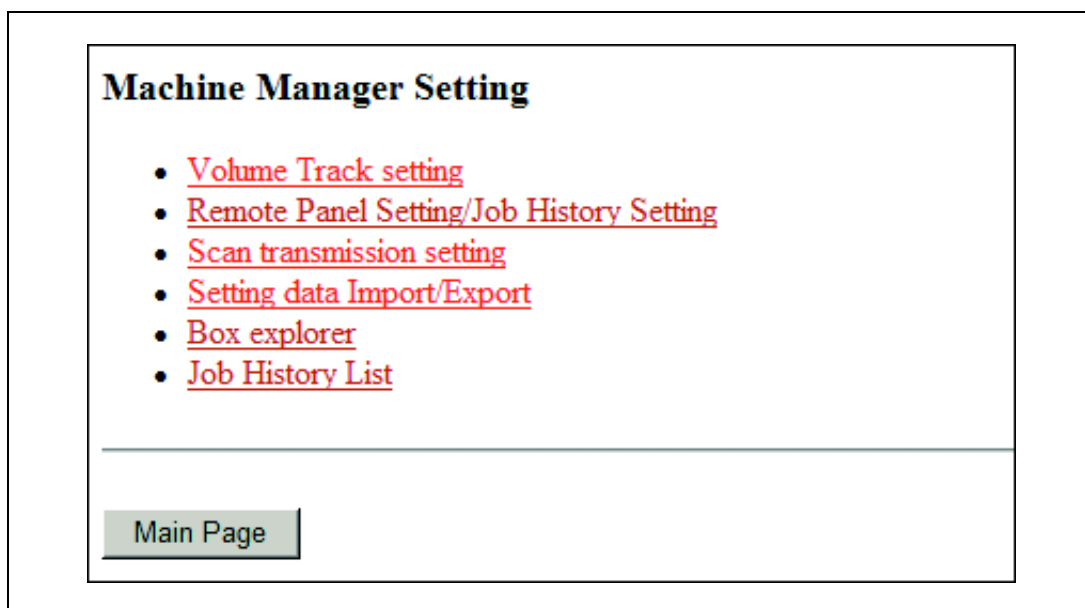 Machine Manager Setting
Volume Track setting
Remote Panel Setting/Job History Setting
Scan transmission setting
Setting data Import/Export
Box explorer
Job History List
Main Page